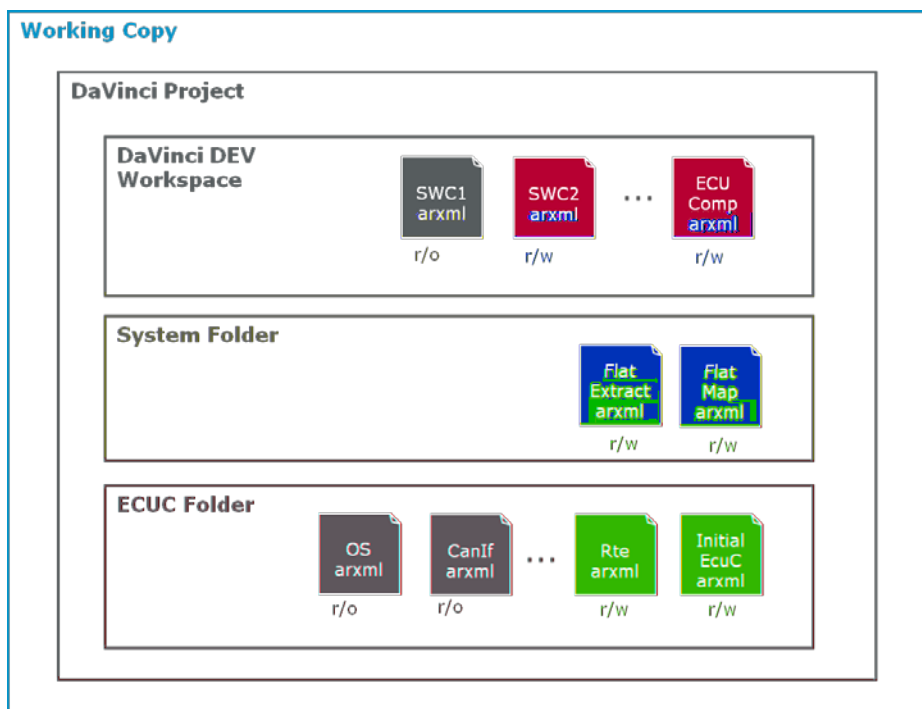 Working Copy
DaVinci Project
DaVinci DEV
Workspace
SWC1
arxml
r/o
SWC2
arxml
r/w
...
ECU
Comp
arxml
r/w
System Folder
Flat
Extract
arxml
r/w
Flat
Map
arxml
r/w
ECUC Folder
OS
arxml
r/o
CanIf
arxml
r/o
...
Rte
arxml
r/w
Initial
EcuC
arxml
r/w